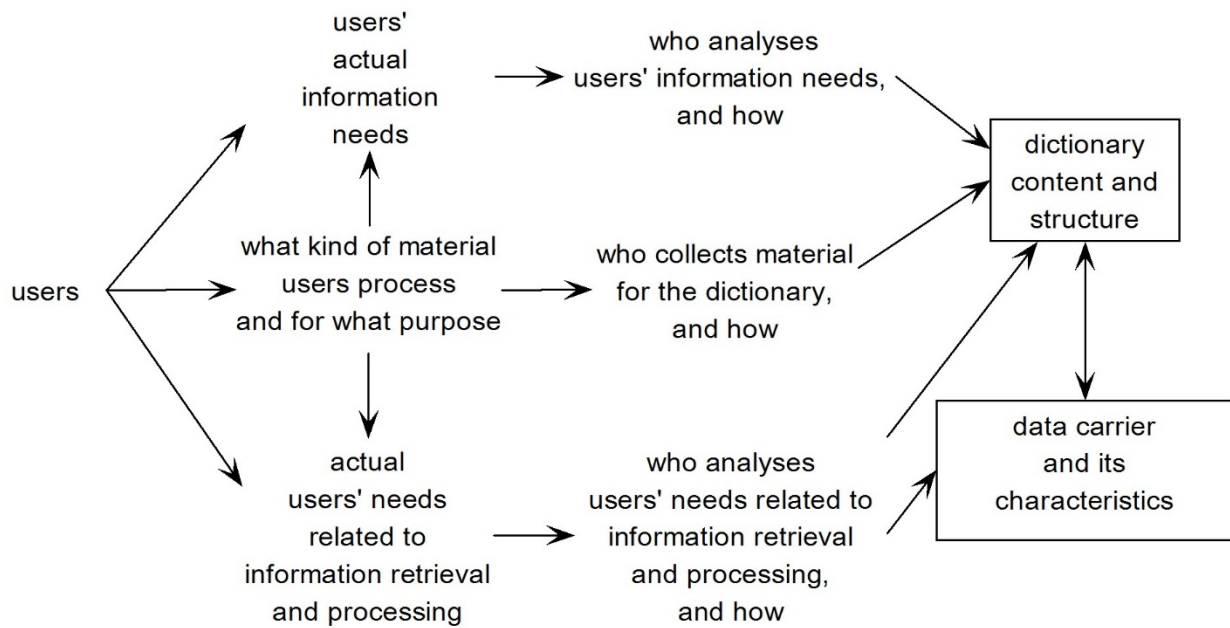 users'
actual
information
needs
who analyses
users' information needs,
and how
dictionary
content and
structure
users
what kind of material
users process
and for what purpose
who collects material
for the dictionary,
and how
actual
users' needs
related to
information retrieval
and processing
who analyses
users' needs related to
information retrieval
and processing,
and how
data carrier
and its
characteristics